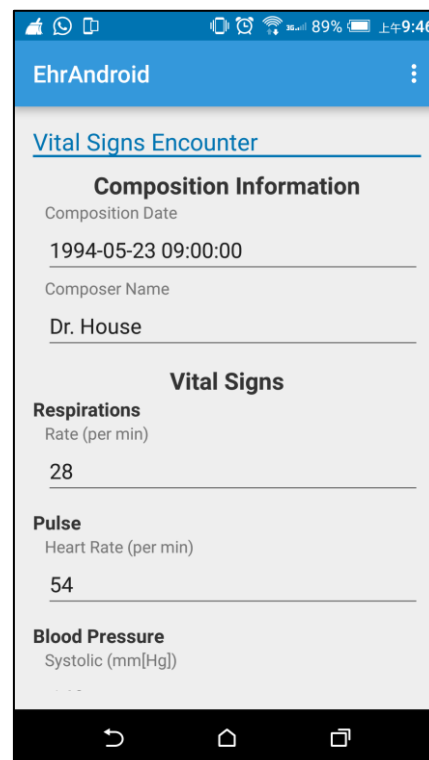 3G 89% 上午9:46
EhrAndroid
Vital Signs Encounter
Composition Information
Composition Date
1994-05-23 09:00:00
Composer Name
Dr. House
Vital Signs
Respirations
Rate (per min)
28
Pulse
Heart Rate (per min)
54
Blood Pressure
Systolic (mm[Hg])